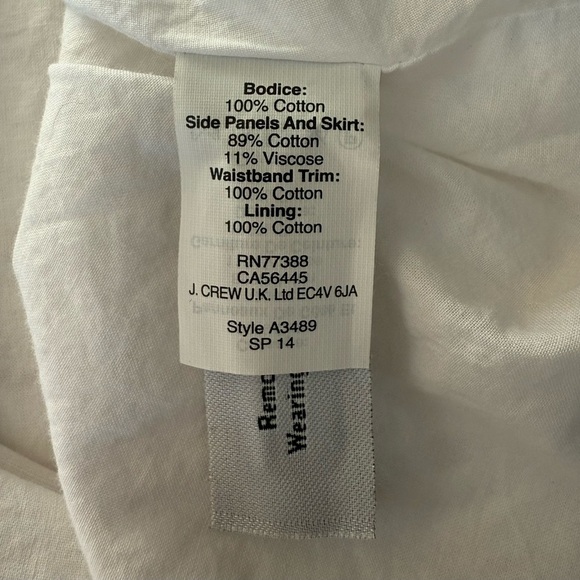 Bodice:
100% Cotton
Side Panels And Skirt:
89% Cotton
11% Viscose
Waistband Trim:
100% Cotton
Lining:
100% Cotton
RN77388
CA56445
J. CREW U.K. Ltd EC4V 6JA
Style A3489
SP 14
Wearing